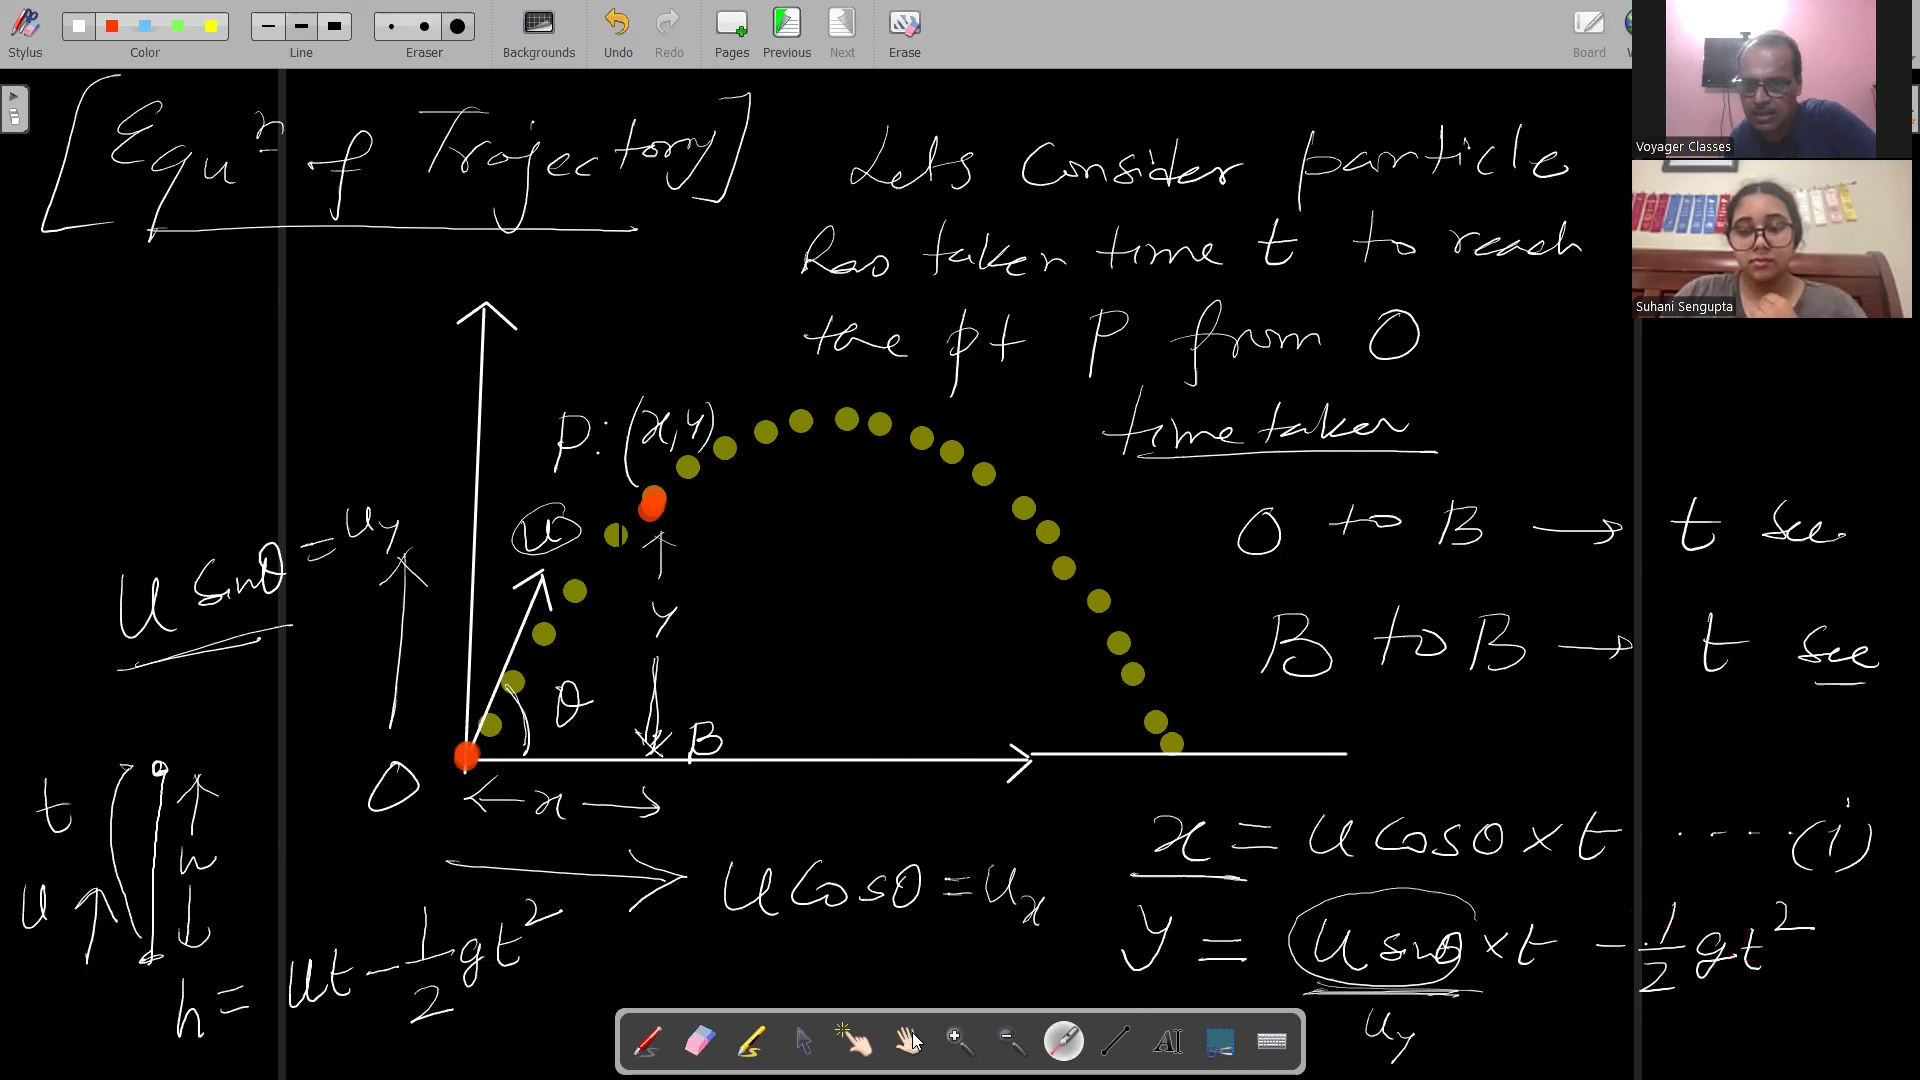 Stylus
Color
Line
Eraser
Backgrounds
Undo
Redo
Pages
Previous
Next
Erase
Board
Voyager Classes
Suhani Sengupta
[Equⁿ of Trajectory]
Lets Consider particle
has taken time t to reach
the pt P from O
time taken
O to B → t sec
B to B → t sec
P: (x,y)
u
u sinθ = uy
y
θ
B
O
← x →
u cosθ = ux
x = u cosθ × t ..... (i)
y = u sinθ × t - 1/2 gt²
uy
t
h
u
h = ut - 1/2 gt²
AI